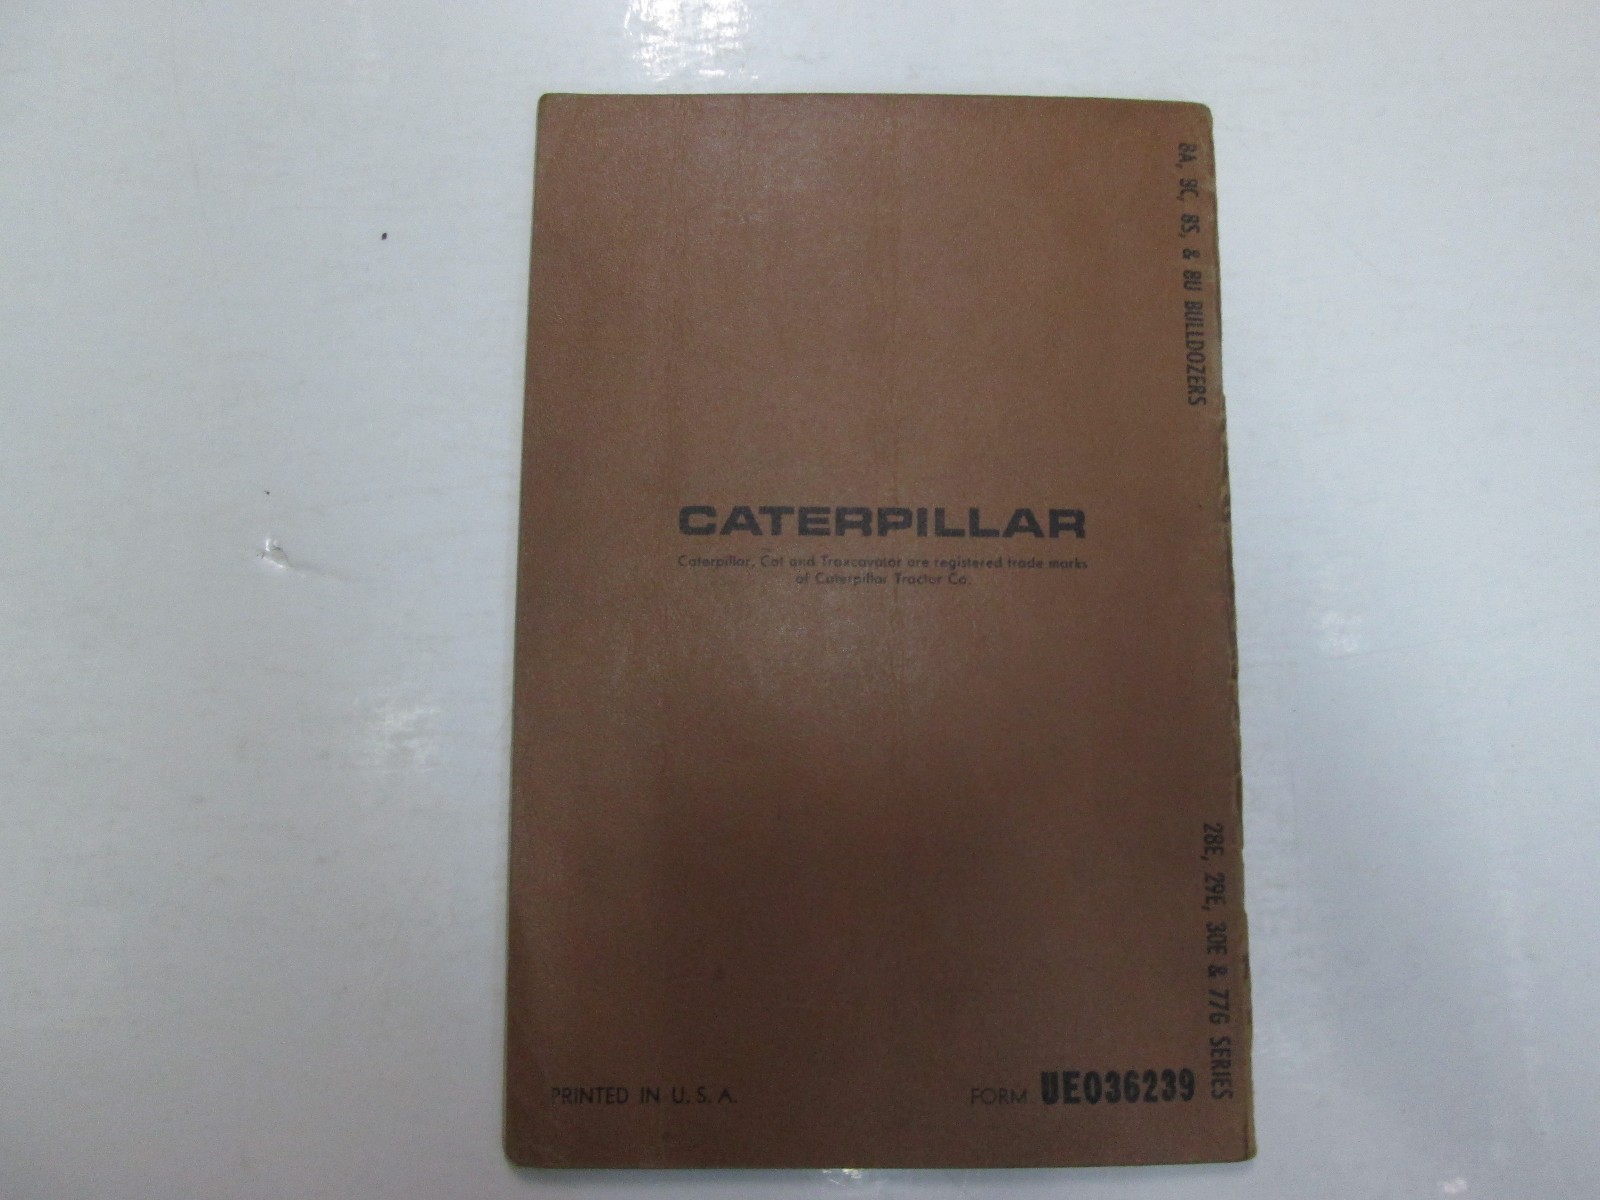 8A, 8C, 8S, & 8U BULLDOZERS
CATERPILLAR
Caterpillar, Cat and Traxcavator are registered trade marks
of Caterpillar Tractor Co.
28E, 29E, 30E & 77G SERIES
PRINTED IN U. S. A.
FORM UE036239